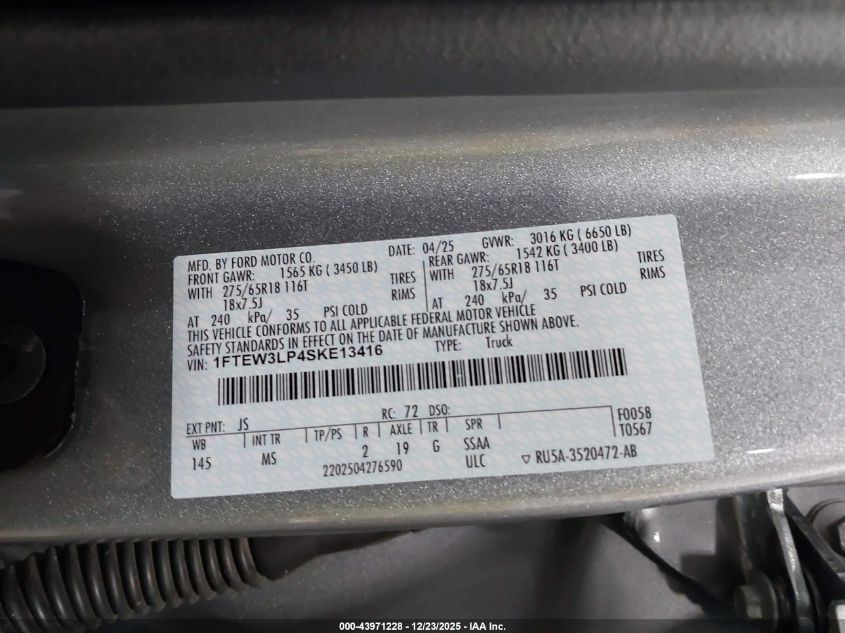 MFD. BY FORD MOTOR CO. DATE: 04/25 GVWR: 3016 KG ( 6650 LB)
FRONT GAWR: 1565 KG ( 3450 LB) REAR GAWR: 1542 KG ( 3400 LB)
WITH 275/65R18 116T TIRES WITH 275/65R18 116T TIRES
18x7.5J RIMS 18x7.5J RIMS
AT 240 kPa/ 35 PSI COLD AT 240 kPa/ 35 PSI COLD
THIS VEHICLE CONFORMS TO ALL APPLICABLE FEDERAL MOTOR VEHICLE
SAFETY STANDARDS IN EFFECT ON THE DATE OF MANUFACTURE SHOWN ABOVE.
VIN: 1FTEW3LP4SKE13416 TYPE: Truck
EXT PNT: JS RC: 72 DSO: F0058
WB INT TR TP/PS R AXLE TR SPR T0567
145 MS 2 19 G SSAA
2202504276590 ULC ▽ RU5A-3520472-AB
000-43971228 - 12/23/2025 - IAA Inc.